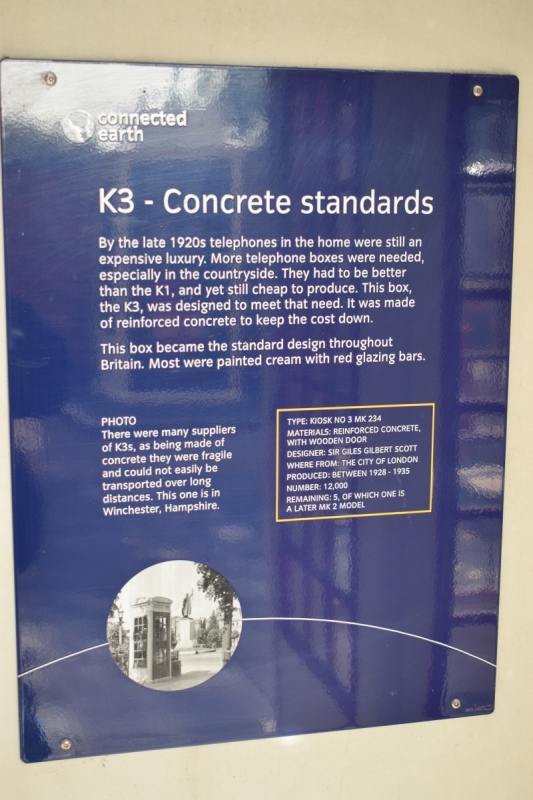 connected
earth
K3 - Concrete standards
By the late 1920s telephones in the home were still an
expensive luxury. More telephone boxes were needed,
especially in the countryside. They had to be better
than the K1, and yet still cheap to produce. This box,
the K3, was designed to meet that need. It was made
of reinforced concrete to keep the cost down.
This box became the standard design throughout
Britain. Most were painted cream with red glazing bars.
PHOTO
There were many suppliers
of K3s, as being made of
concrete they were fragile
and could not easily be
transported over long
distances. This one is in
Winchester, Hampshire.
TYPE: KIOSK NO 3 MK 234
MATERIALS: REINFORCED CONCRETE,
WITH WOODEN DOOR
DESIGNER: SIR GILES GILBERT SCOTT
WHERE FROM: THE CITY OF LONDON
PRODUCED: BETWEEN 1928 - 1935
NUMBER: 12,000
REMAINING: 5, OF WHICH ONE IS
A LATER MK 2 MODEL